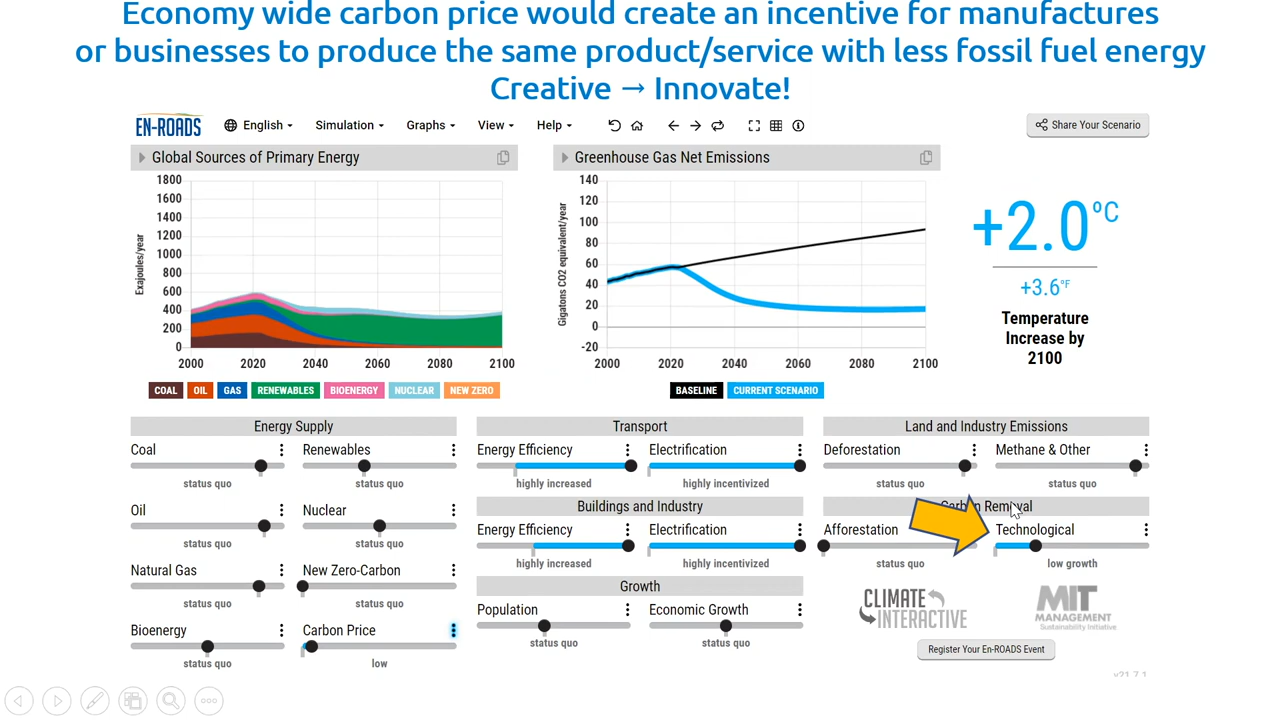 Economy wide carbon price would create an incentive for manufactures
or businesses to produce the same product/service with less fossil fuel energy
Creative → Innovate!
EN-ROADS English Simulation Graphs View Help Share Your Scenario
Global Sources of Primary Energy
Greenhouse Gas Net Emissions
Exajoules/year
1800
1600
1400
1200
1000
800
600
400
200
0
2000 2020 2040 2060 2080 2100
COAL OIL GAS RENEWABLES BIOENERGY NUCLEAR NEW ZERO
Gigatons CO2 equivalent/year
140
120
100
80
60
40
20
0
-20
2000 2020 2040 2060 2080 2100
BASELINE CURRENT SCENARIO
+2.0°C
+3.6°F
Temperature
Increase by
2100
Energy Supply
Coal
status quo
Renewables
status quo
Oil
status quo
Nuclear
status quo
Natural Gas
status quo
New Zero-Carbon
status quo
Bioenergy
status quo
Carbon Price
low
Transport
Energy Efficiency
highly increased
Electrification
highly incentivized
Buildings and Industry
Energy Efficiency
highly increased
Electrification
highly incentivized
Growth
Population
status quo
Economic Growth
status quo
Land and Industry Emissions
Deforestation
status quo
Methane & Other
status quo
Carbon Removal
Afforestation
status quo
Technological
low growth
CLIMATE
INTERACTIVE
MIT
MANAGEMENT
Sustainability Initiative
Register Your En-ROADS Event